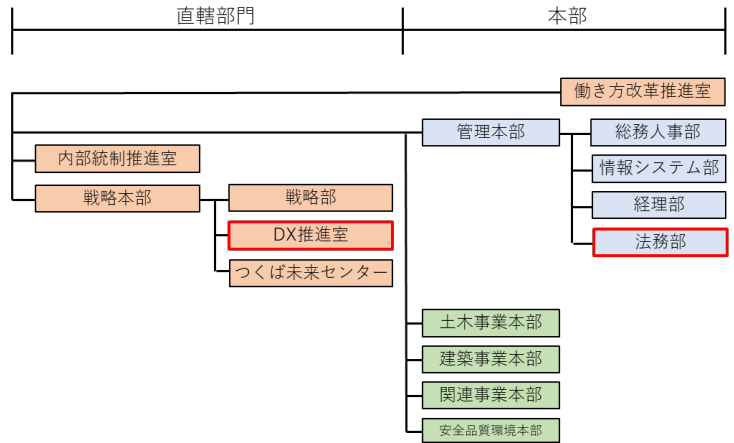 直轄部門
本部
働き方改革推進室
管理本部
総務人事部
内部統制推進室
情報システム部
戦略本部
戦略部
経理部
DX推進室
法務部
つくば未来センター
土木事業本部
建築事業本部
関連事業本部
安全品質環境本部